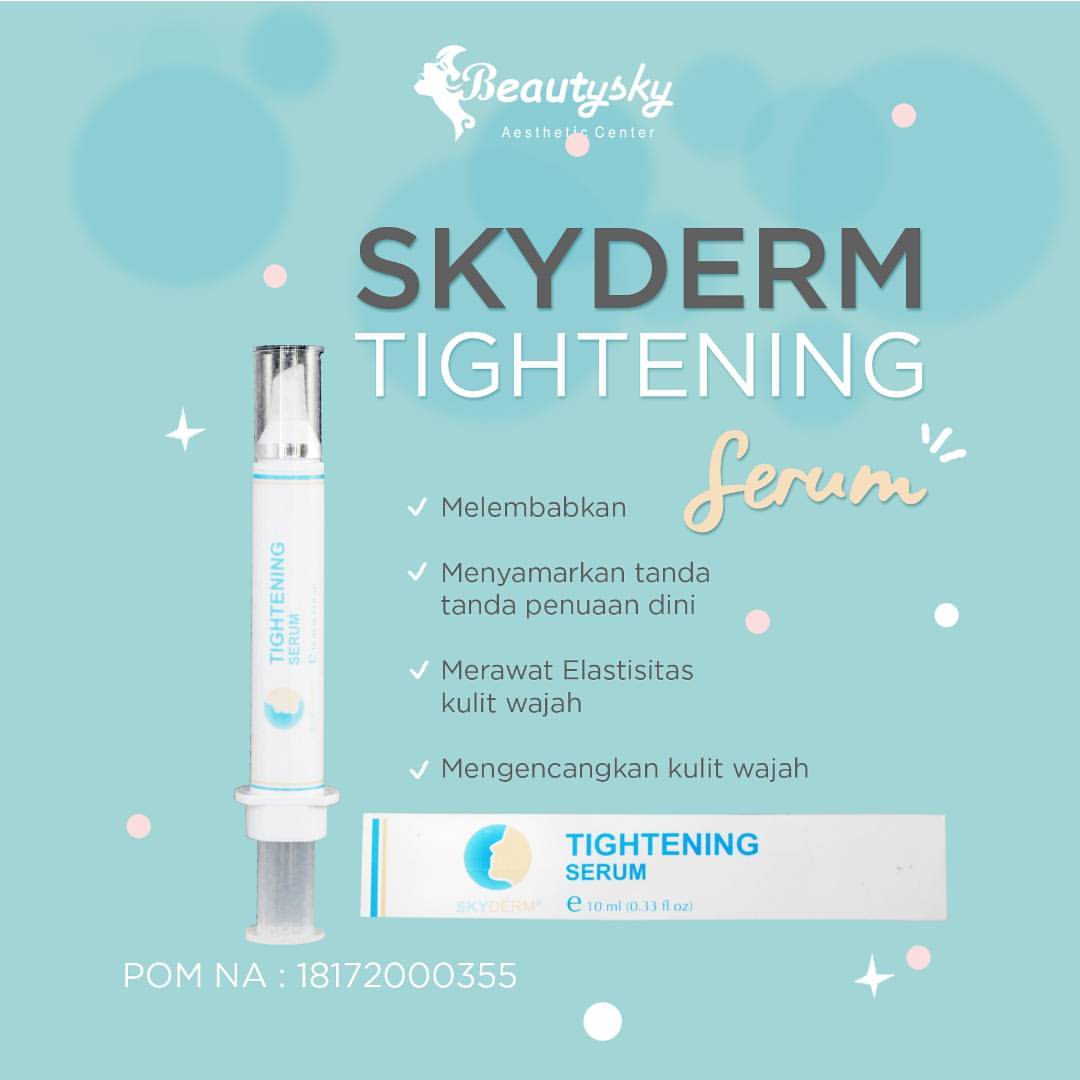 Beautysky
Aesthetic Center
SKYDERM
TIGHTENING
Serum
Melembabkan
Menyamarkan tanda
tanda penuaan dini
Merawat Elastisitas
kulit wajah
Mengencangkan kulit wajah
TIGHTENING
SERUM
TIGHTENING
SERUM
SKYDERM®
e 10 ml (0.33 fl oz)
POM NA : 18172000355